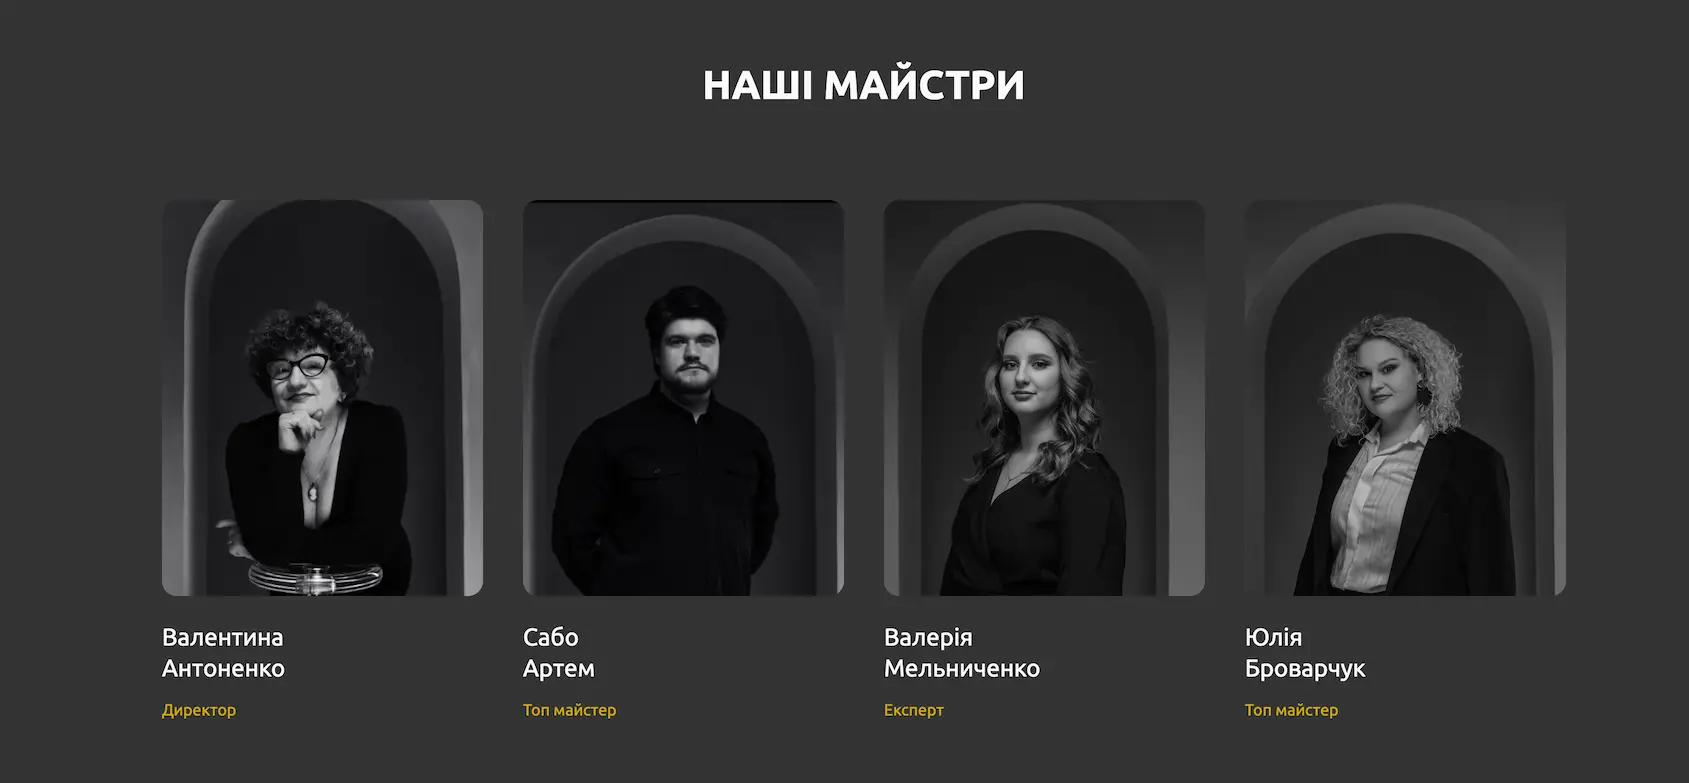 НАШІ МАЙСТРИ
Валентина
Антоненко
Директор
Сабо
Артем
Топ майстер
Валерія
Мельниченко
Експерт
Юлія
Броварчук
Топ майстер